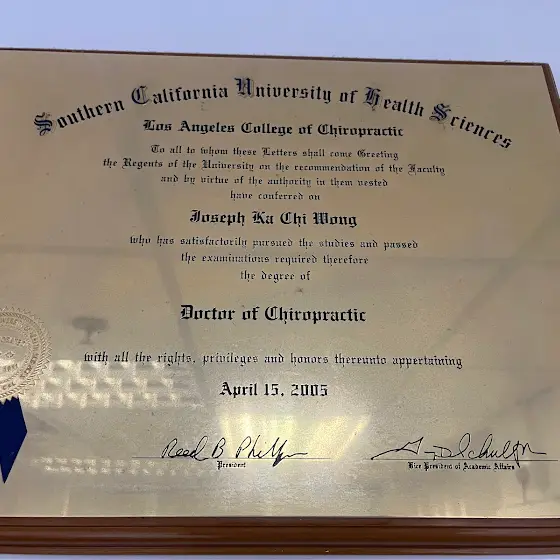 Southern California University of Health Sciences
Los Angeles College of Chiropractic
To all to whom these Letters shall come Greeting
the Regents of the University on the recommendation of the Faculty
and by virtue of the authority in them vested
have conferred on
Joseph Ka Chi Wong
who has satisfactorily pursued the studies and passed
the examinations required therefore
the degree of
Doctor of Chiropractic
with all the rights, privileges and honors thereunto appertaining
April 15, 2005
Reed B Phillips
President
Vice President of Academic Affairs